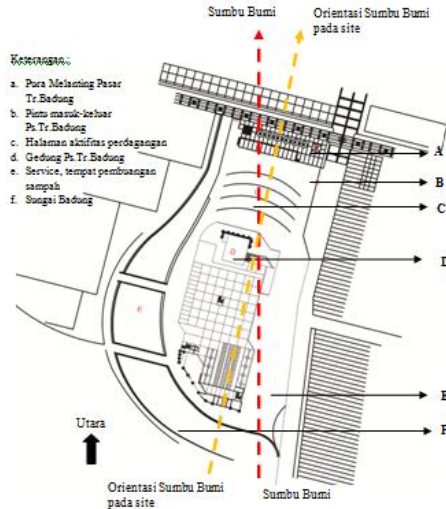 Sumbu Bumi
Orientasi Sumbu Bumi
pada site
Keterangan :
a. Pura Melanting Pasar
Tr.Badung
b. Pintu masuk-keluar
Ps.Tr.Badung
c. Halaman aktifitas perdagangan
d. Gedung Ps.Tr.Badung
e. Service, tempat pembuangan
sampah
f. Sungai Badung
A
B
C
D
D
E
E
F
Utara
Orientasi Sumbu Bumi
pada site
Sumbu Bumi